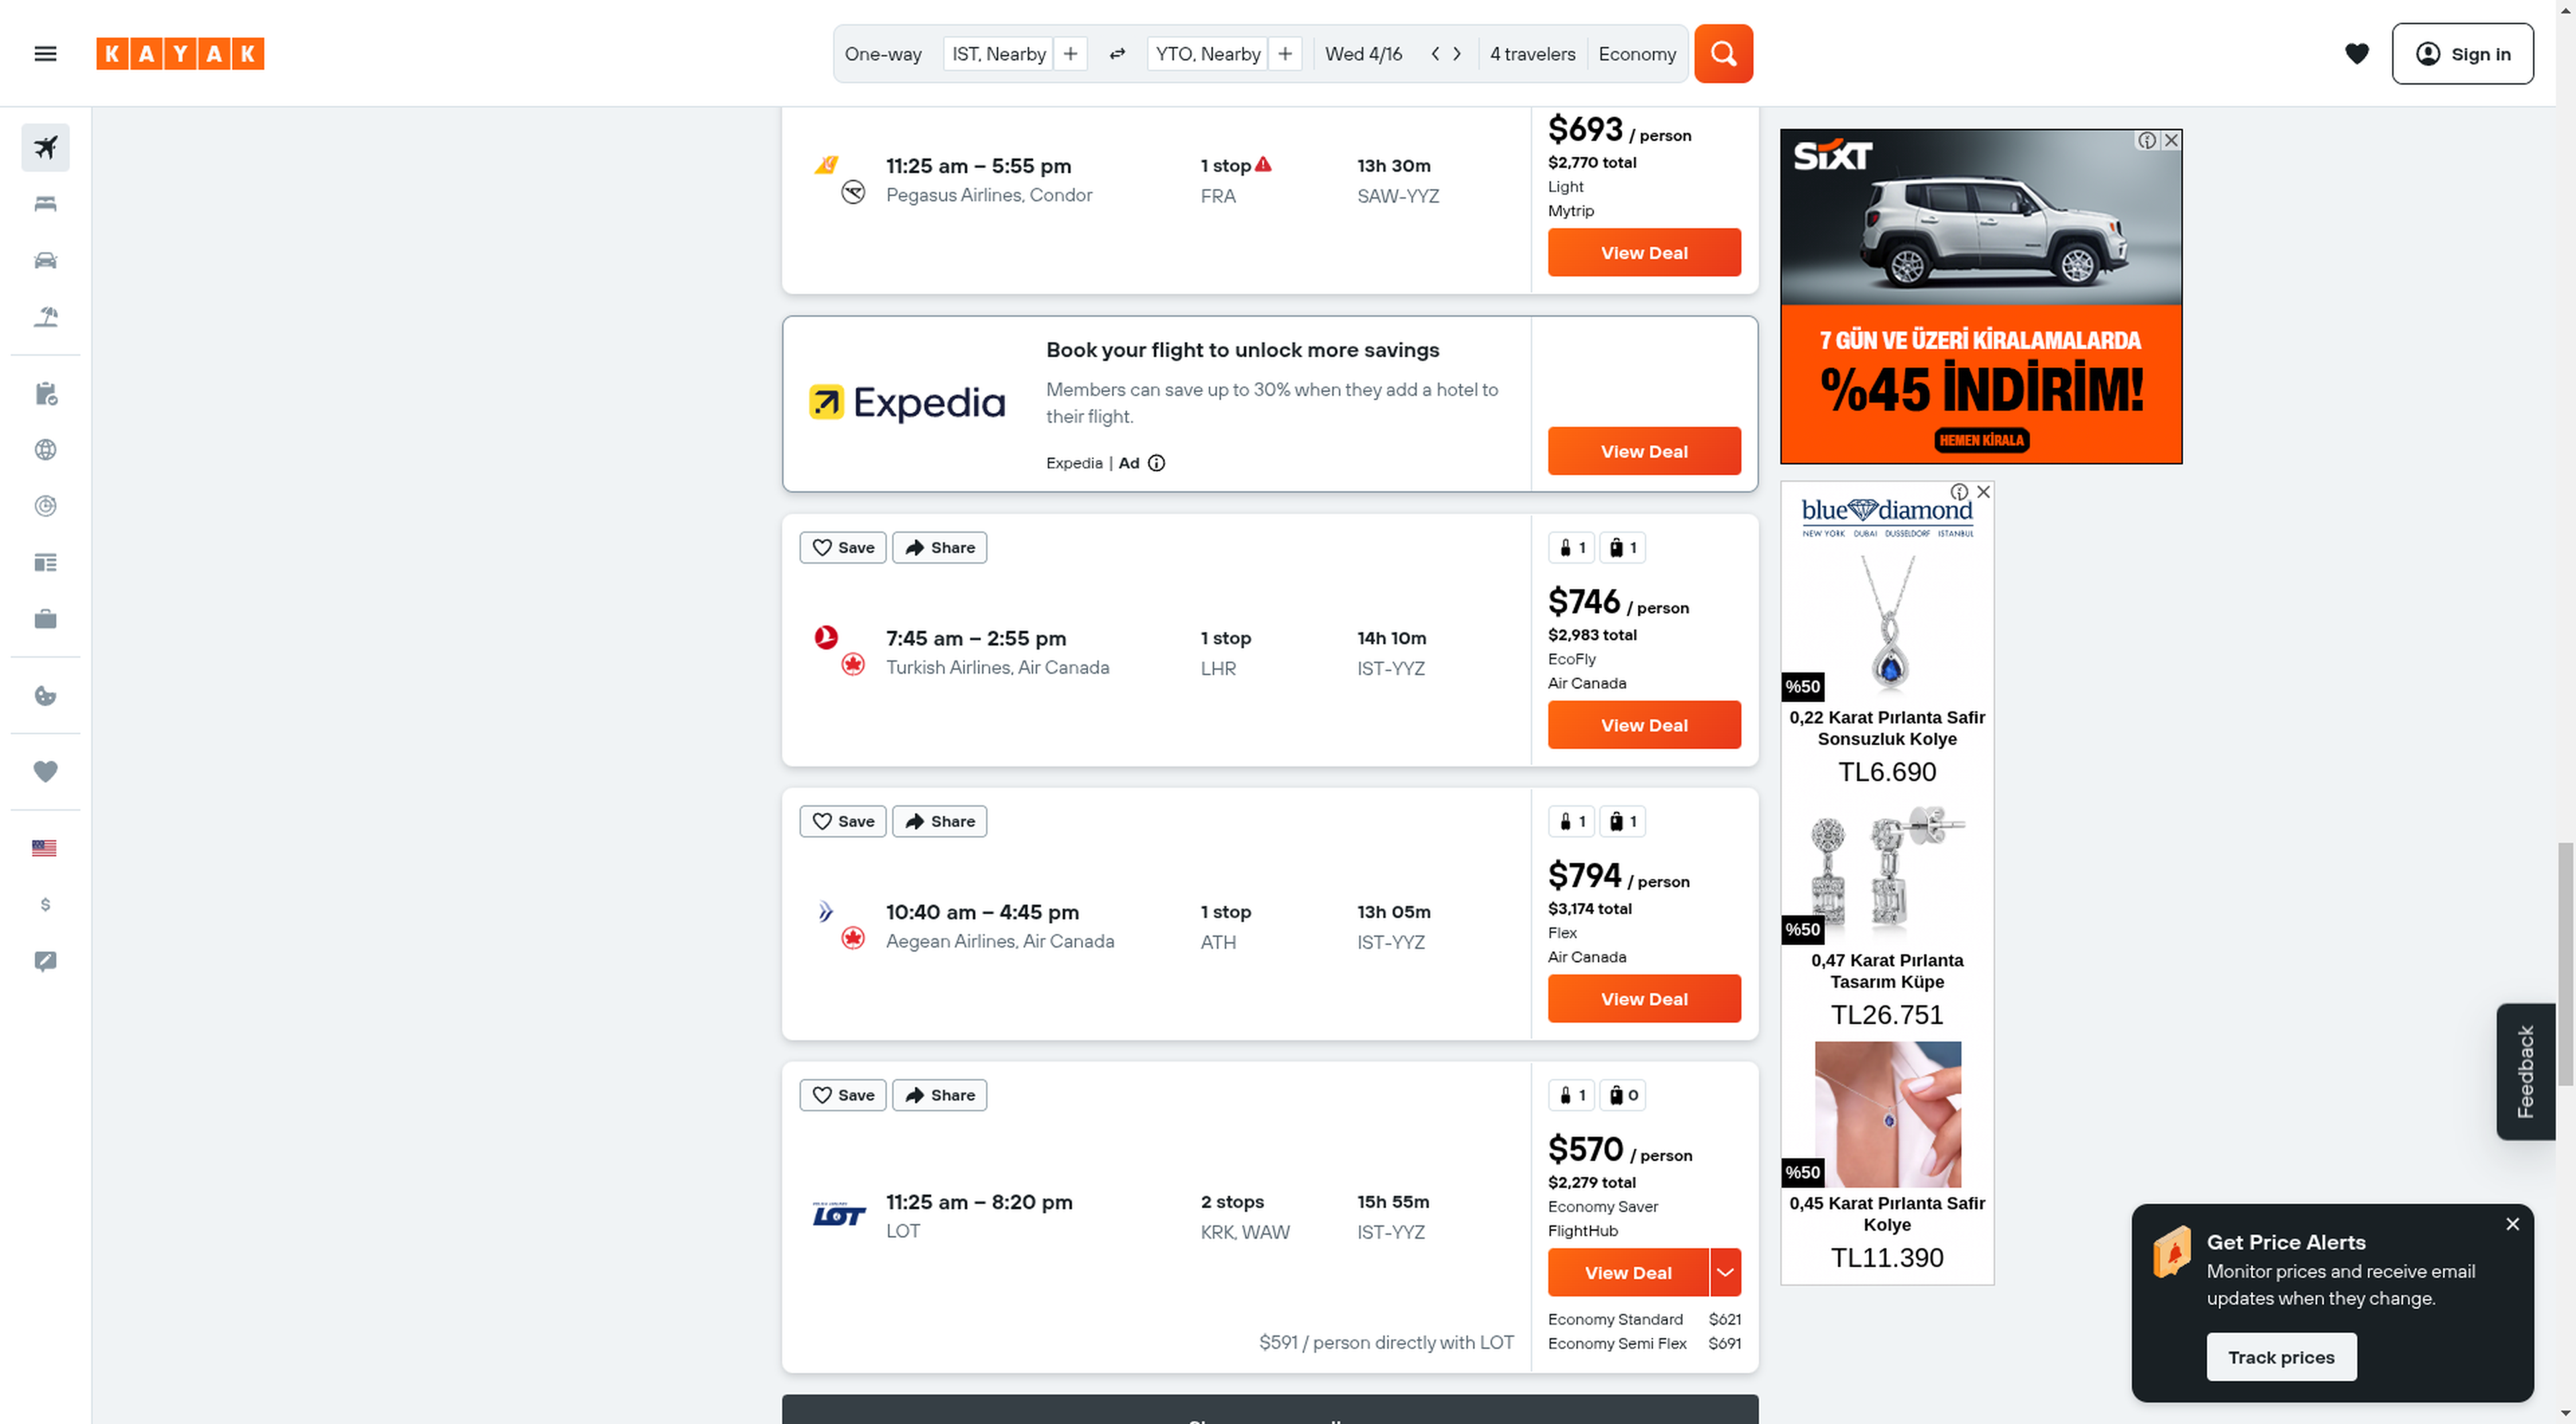 KAYAK
One-way
IST, Nearby
YTO, Nearby
Wed 4/16
4 travelers
Economy
Sign in
$693 / person
$2,770 total
Light
Mytrip
View Deal
11:25 am – 5:55 pm
Pegasus Airlines, Condor
1 stop
FRA
13h 30m
SAW-YYZ
Expedia
Book your flight to unlock more savings
Members can save up to 30% when they add a hotel to
their flight.
Expedia | Ad
View Deal
Save
Share
7:45 am – 2:55 pm
Turkish Airlines, Air Canada
1 stop
LHR
14h 10m
IST-YYZ
1
1
$746 / person
$2,983 total
EcoFly
Air Canada
View Deal
Save
Share
10:40 am – 4:45 pm
Aegean Airlines, Air Canada
1 stop
ATH
13h 05m
IST-YYZ
1
1
$794 / person
$3,174 total
Flex
Air Canada
View Deal
Save
Share
LOT
11:25 am – 8:20 pm
LOT
2 stops
KRK, WAW
15h 55m
IST-YYZ
$591 / person directly with LOT
1
0
$570 / person
$2,279 total
Economy Saver
FlightHub
View Deal
Economy Standard $621
Economy Semi Flex $691
SIXT
7 GÜN VE ÜZERİ KİRALAMALARDA
%45 İNDİRİM!
HEMEN KİRALA
blue diamond
NEW YORK DUBAI DUSSELDORF ISTANBUL
%50
0,22 Karat Pırlanta Safir
Sonsuzluk Kolye
TL6.690
%50
0,47 Karat Pırlanta
Tasarım Küpe
TL26.751
%50
0,45 Karat Pırlanta Safir
Kolye
TL11.390
Feedback
Get Price Alerts
Monitor prices and receive email
updates when they change.
Track prices